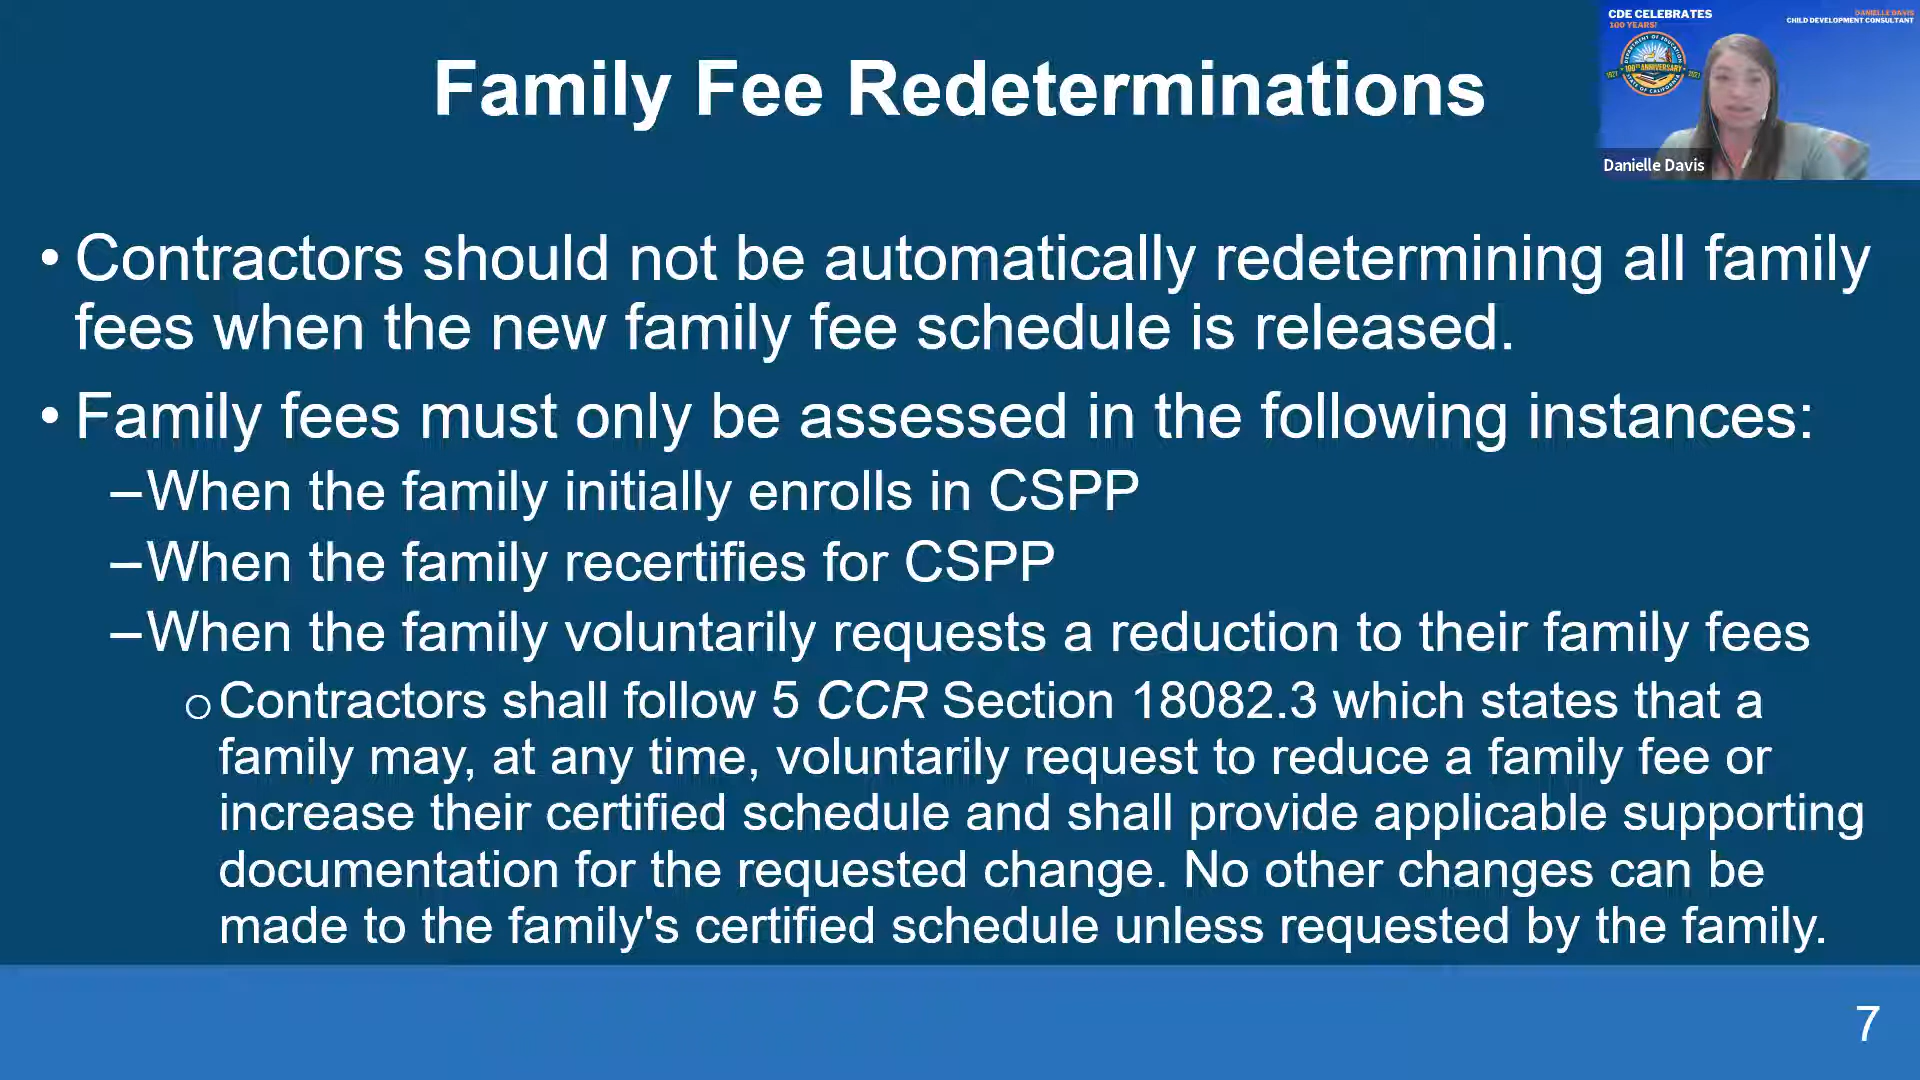 Family Fee Redeterminations
CDE CELEBRATES
100 YEARS!
DANIELLE DAVIS
CHILD DEVELOPMENT CONSULTANT
Danielle Davis
• Contractors should not be automatically redetermining all family
fees when the new family fee schedule is released.
• Family fees must only be assessed in the following instances:
–When the family initially enrolls in CSPP
–When the family recertifies for CSPP
–When the family voluntarily requests a reduction to their family fees
o Contractors shall follow 5 CCR Section 18082.3 which states that a
family may, at any time, voluntarily request to reduce a family fee or
increase their certified schedule and shall provide applicable supporting
documentation for the requested change. No other changes can be
made to the family's certified schedule unless requested by the family.
7